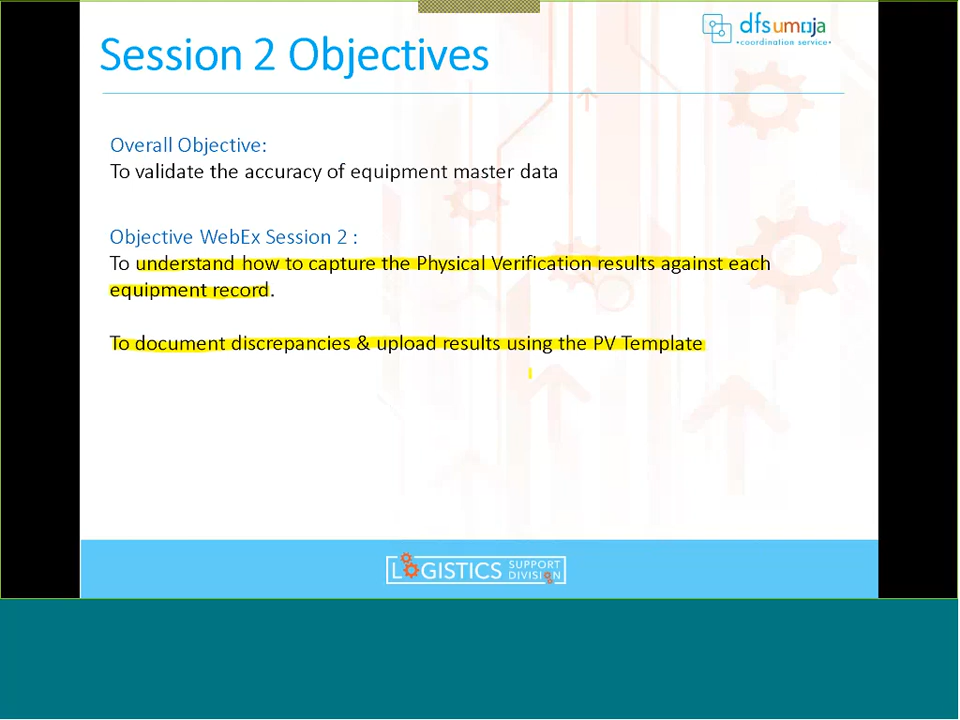 Session 2 Objectives
dfsumoja
•coordination service•
Overall Objective:
To validate the accuracy of equipment master data
Objective WebEx Session 2 :
To understand how to capture the Physical Verification results against each
equipment record.
To document discrepancies & upload results using the PV Template
LOGISTICS SUPPORT DIVISION